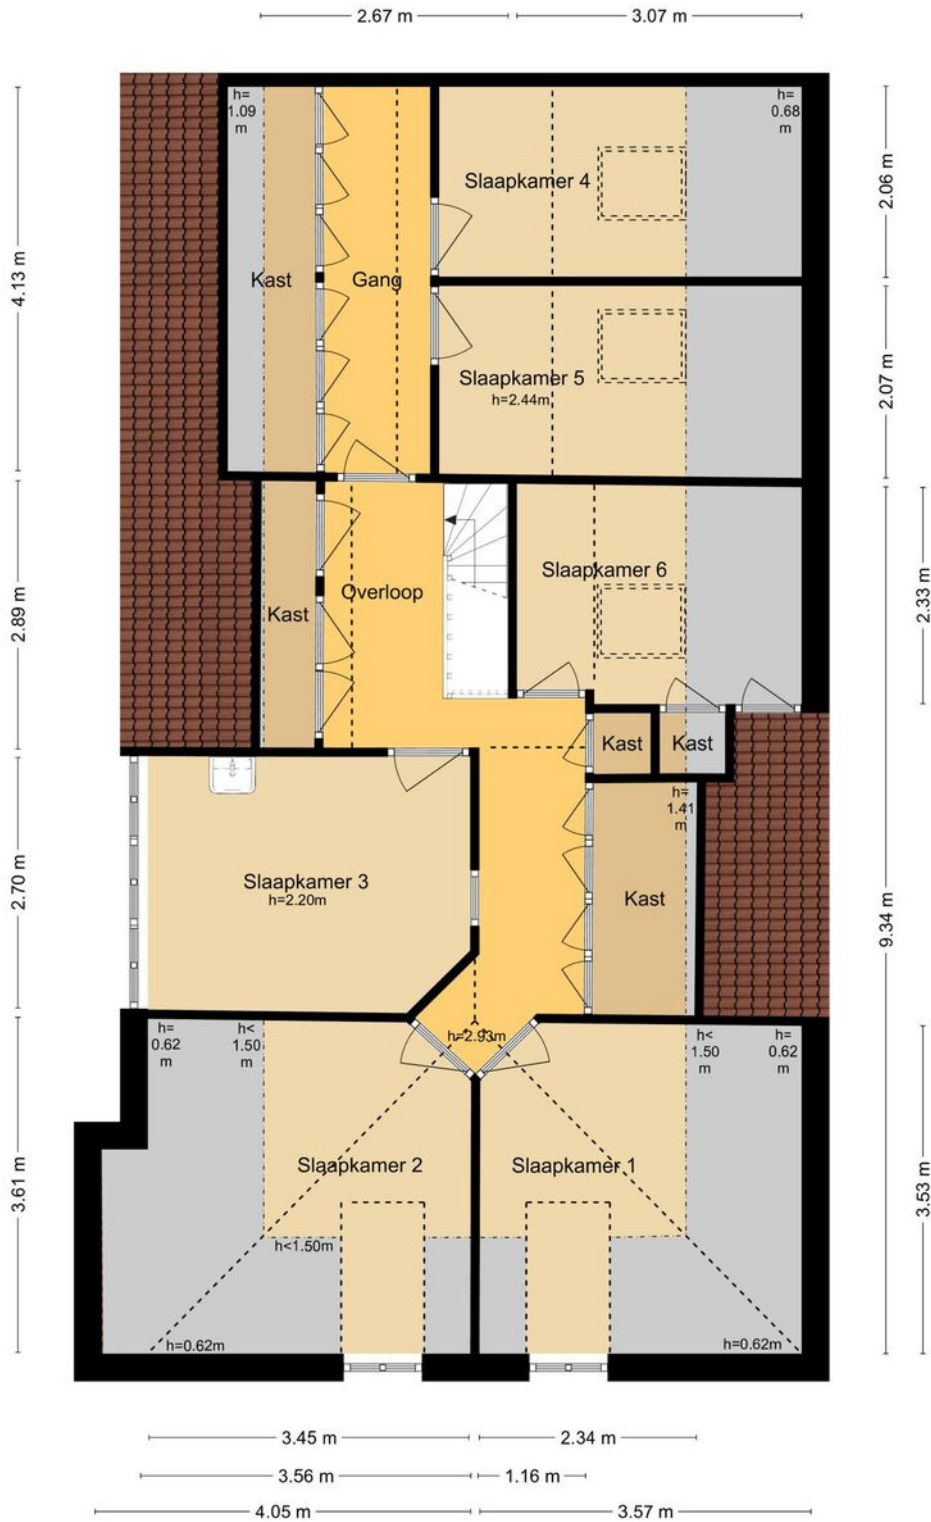 2.67 m
3.07 m
h=
1.09
m
h=
0.68
m
Slaapkamer 4
2.06 m
4.13 m
Kast
Gang
Slaapkamer 5
h=2.44m
2.07 m
Slaapkamer 6
Overloop
Kast
2.89 m
2.33 m
Kast
Kast
h=
1.41
m
Slaapkamer 3
h=2.20m
Kast
2.70 m
9.34 m
h=
0.62
m
h<
1.50
m
h=2.93m
h<
1.50
m
h=
0.62
m
Slaapkamer 2
Slaapkamer 1
3.61 m
3.53 m
h<1.50m
h=0.62m
h=0.62m
3.45 m
2.34 m
3.56 m
1.16 m
4.05 m
3.57 m